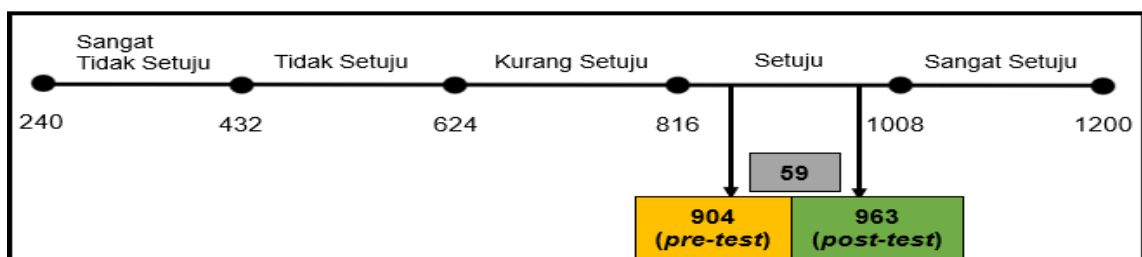 Sangat
Tidak Setuju
Tidak Setuju
Kurang Setuju
Setuju
Sangat Setuju
240
432
624
816
1008
1200
59
904
(pre-test)
963
(post-test)